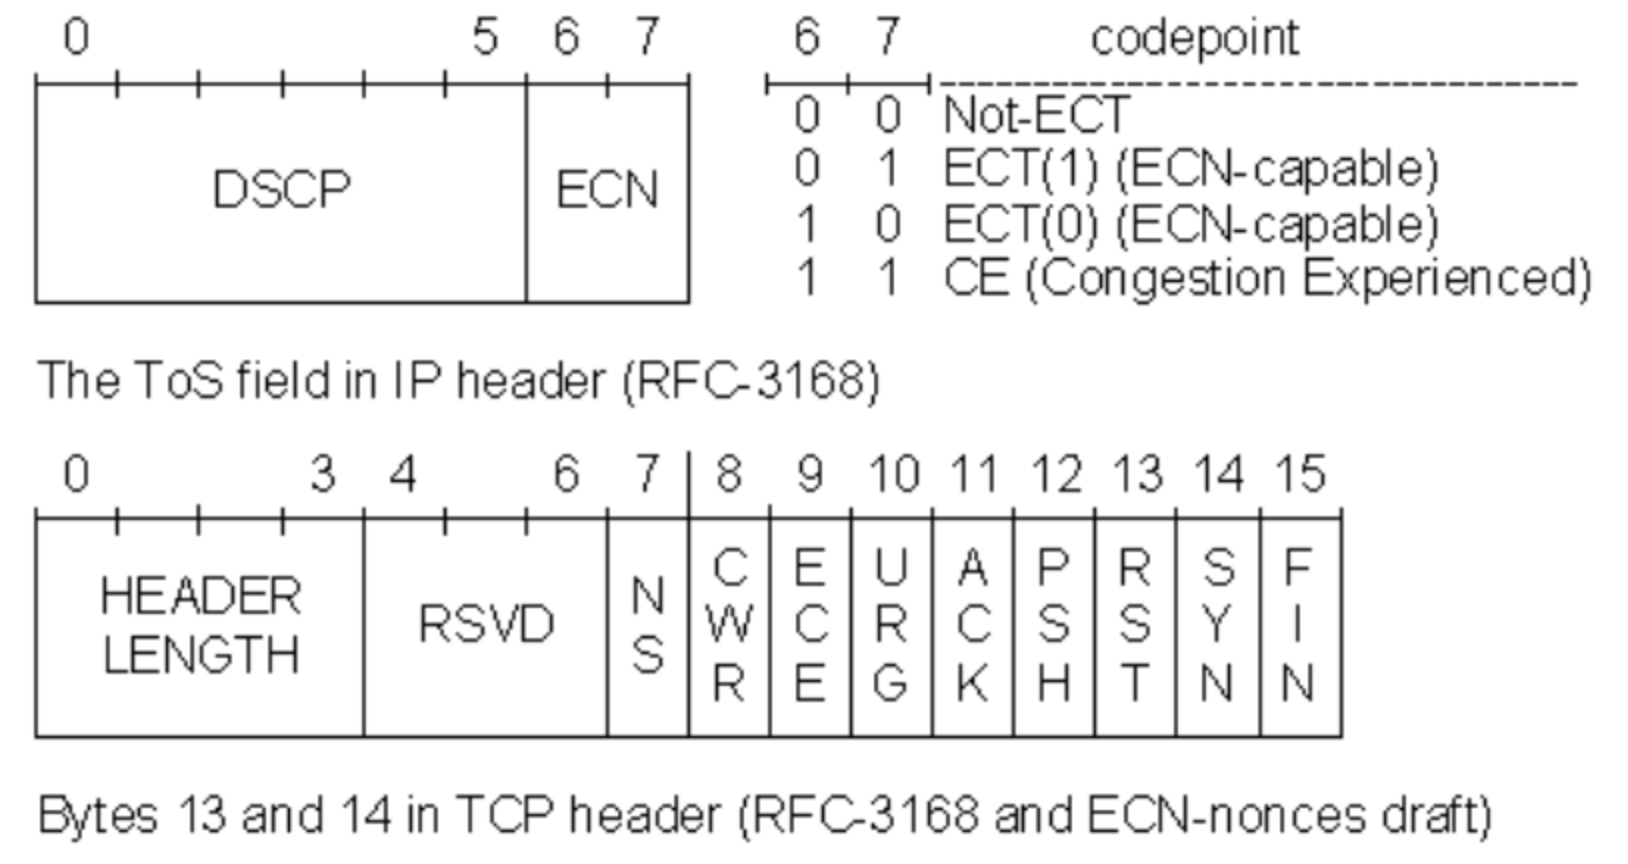 0 5 6 7
DSCP ECN
6 7 codepoint
0 0 Not-ECT
0 1 ECT(1) (ECN-capable)
1 0 ECT(0) (ECN-capable)
1 1 CE (Congestion Experienced)
The ToS field in IP header (RFC-3168)
0 3 4 6 7 8 9 10 11 12 13 14 15
HEADER
LENGTH
RSVD
NS
CWR
ECE
URG
ACK
PSH
RST
SYN
FIN
Bytes 13 and 14 in TCP header (RFC-3168 and ECN-nonces draft)